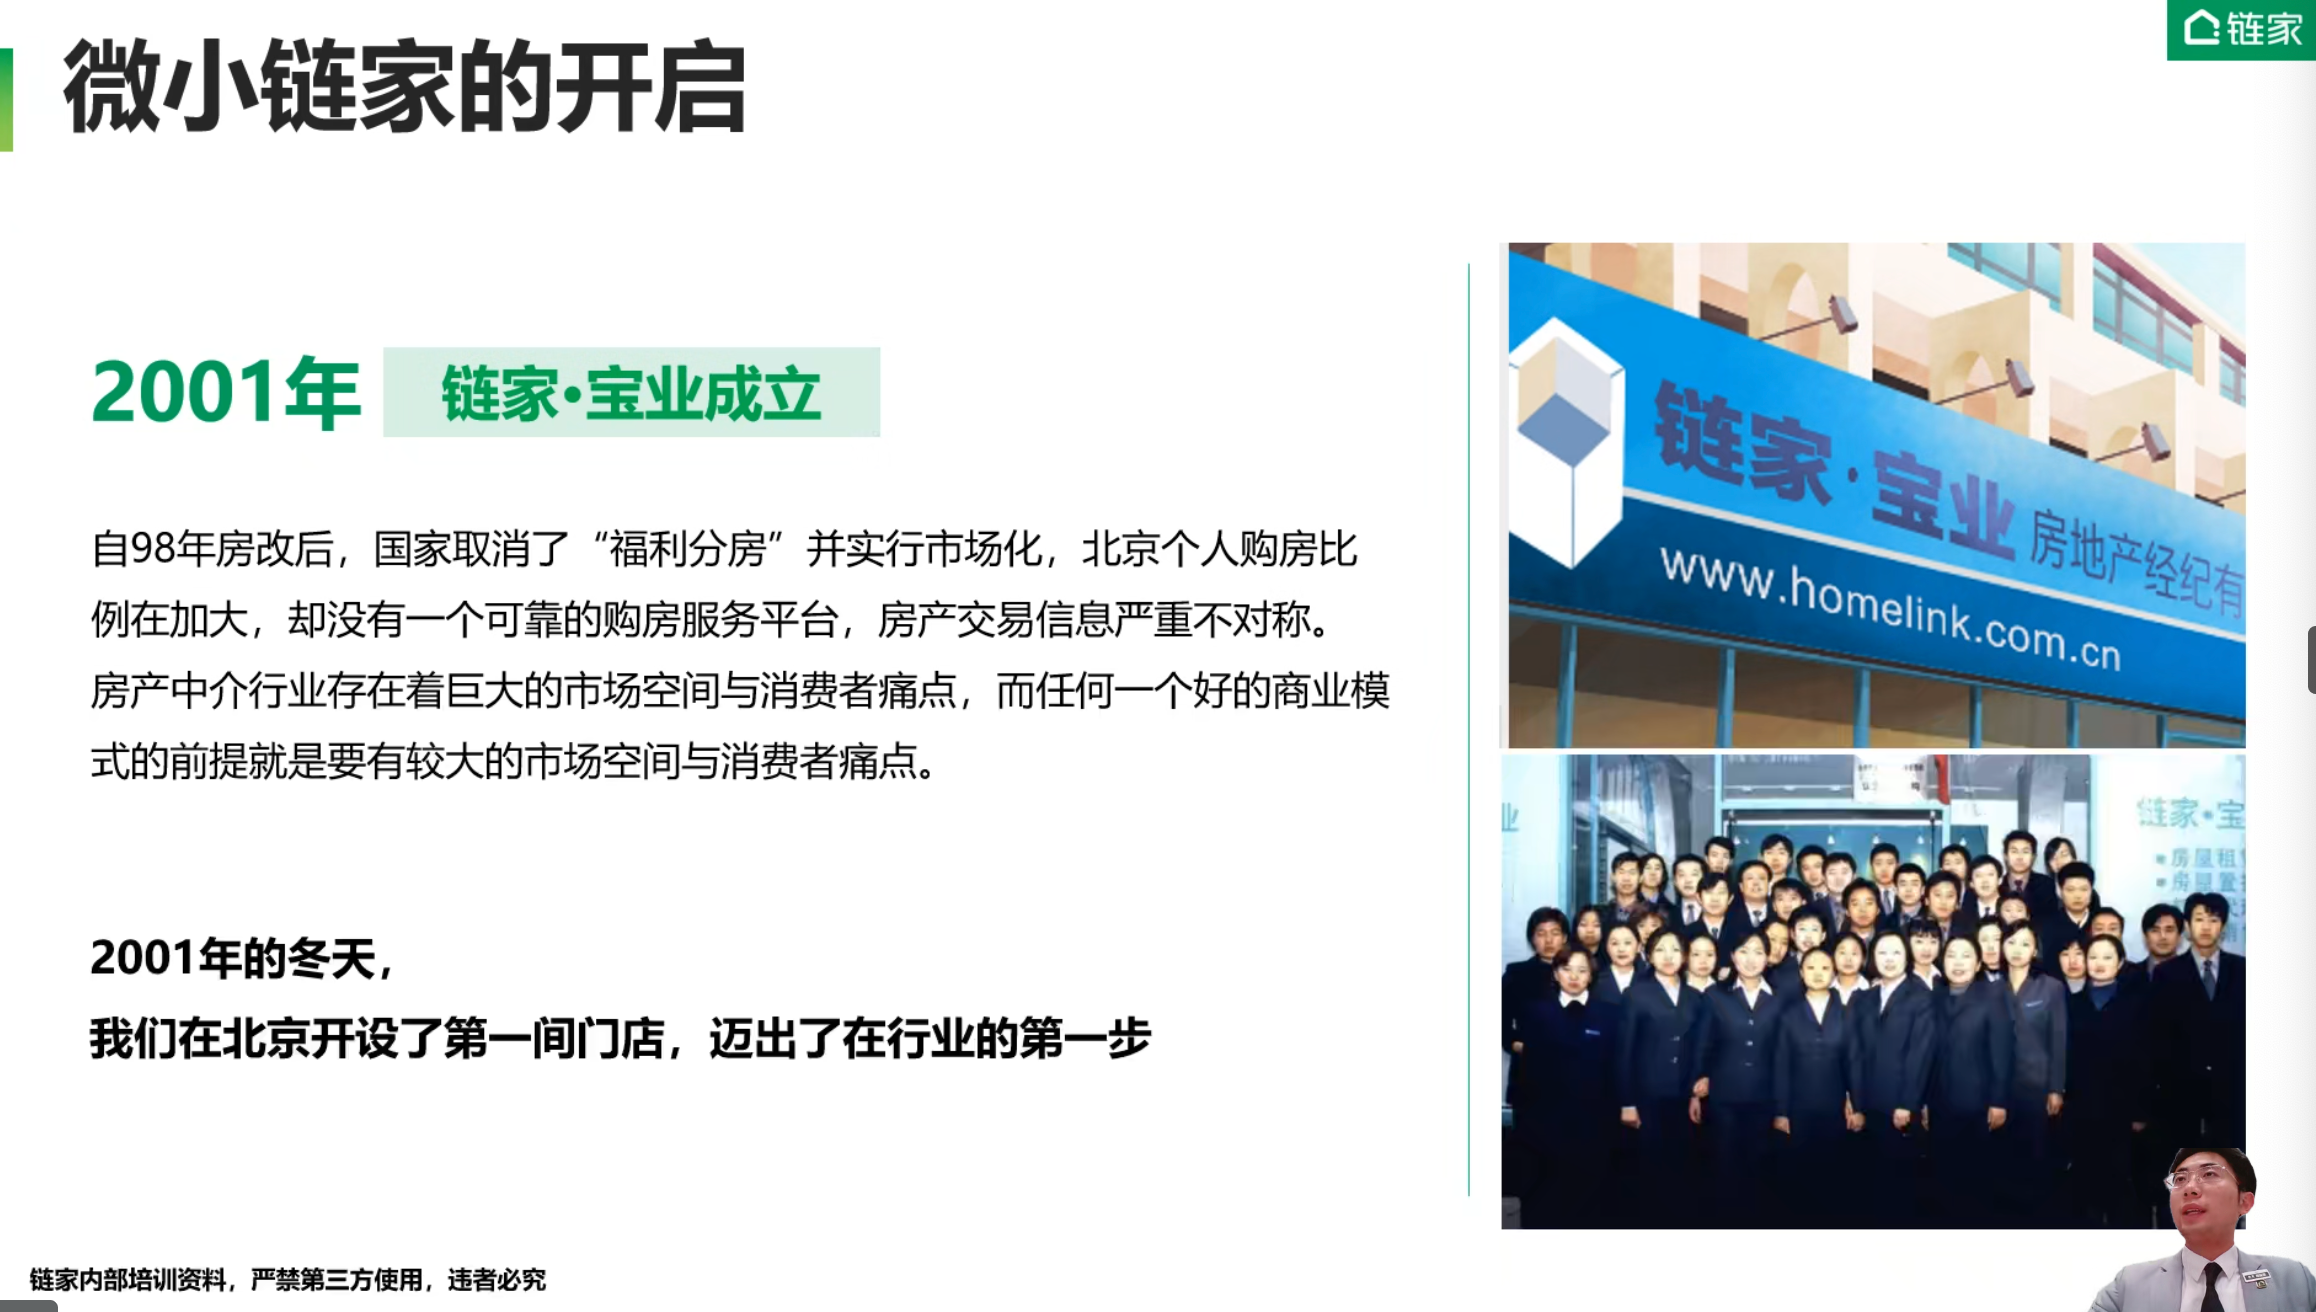 链家
微小链家的开启
2001年 链家·宝业成立
自98年房改后，国家取消了“福利分房”并实行市场化，北京个人购房比
例在加大，却没有一个可靠的购房服务平台，房产交易信息严重不对称。
房产中介行业存在着巨大的市场空间与消费者痛点，而任何一个好的商业模
式的前提就是要有较大的市场空间与消费者痛点。
2001年的冬天，
我们在北京开设了第一间门店，迈出了在行业的第一步
链家·宝业 房地产经纪有
www.homelink.com.cn
业
链家·宝
房屋租
房屋置
链家内部培训资料，严禁第三方使用，违者必究